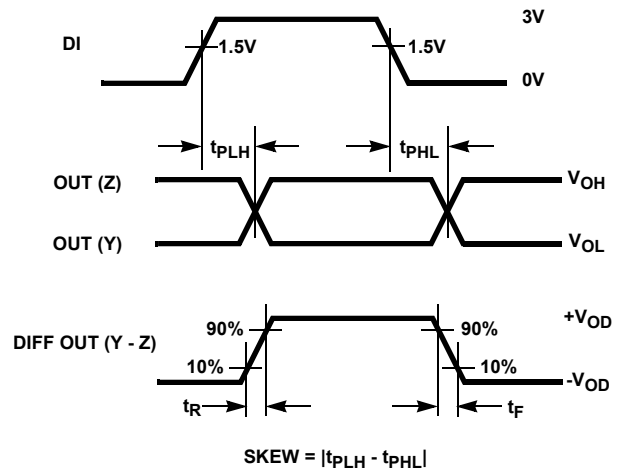 3V
DI
1.5V
1.5V
0V
tPLH
tPHL
OUT (Z)
VOH
OUT (Y)
VOL
+VOD
90%
90%
DIFF OUT (Y - Z)
10%
10%
-VOD
tR
tF
SKEW = |tPLH - tPHL|